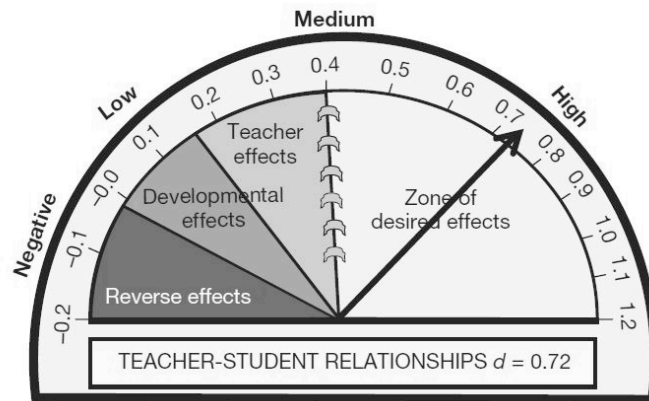 Medium
Low
High
Negative
-0.2
-0.1
-0.0
0.1
0.2
0.3
0.4
0.5
0.6
0.7
0.8
0.9
1.0
1.1
1.2
Teacher
effects
Developmental
effects
Zone of
desired effects
Reverse effects
TEACHER-STUDENT RELATIONSHIPS d = 0.72